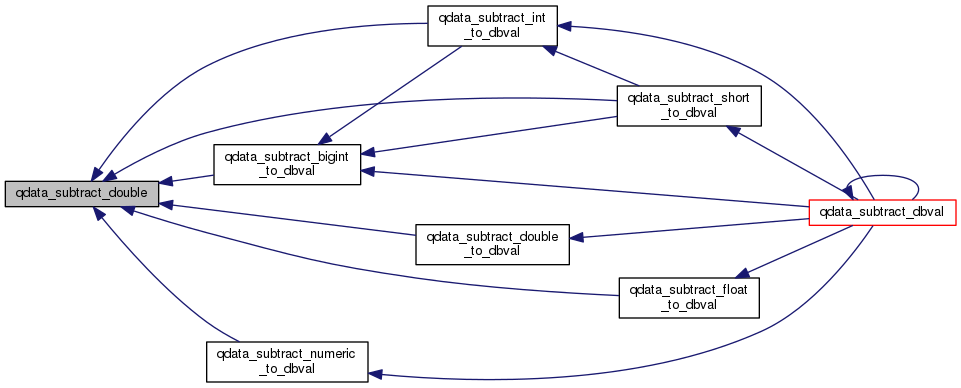 qdata_subtract_int
_to_dbval
qdata_subtract_short
_to_dbval
qdata_subtract_bigint
_to_dbval
qdata_subtract_double
qdata_subtract_dbval
qdata_subtract_double
_to_dbval
qdata_subtract_float
_to_dbval
qdata_subtract_numeric
_to_dbval